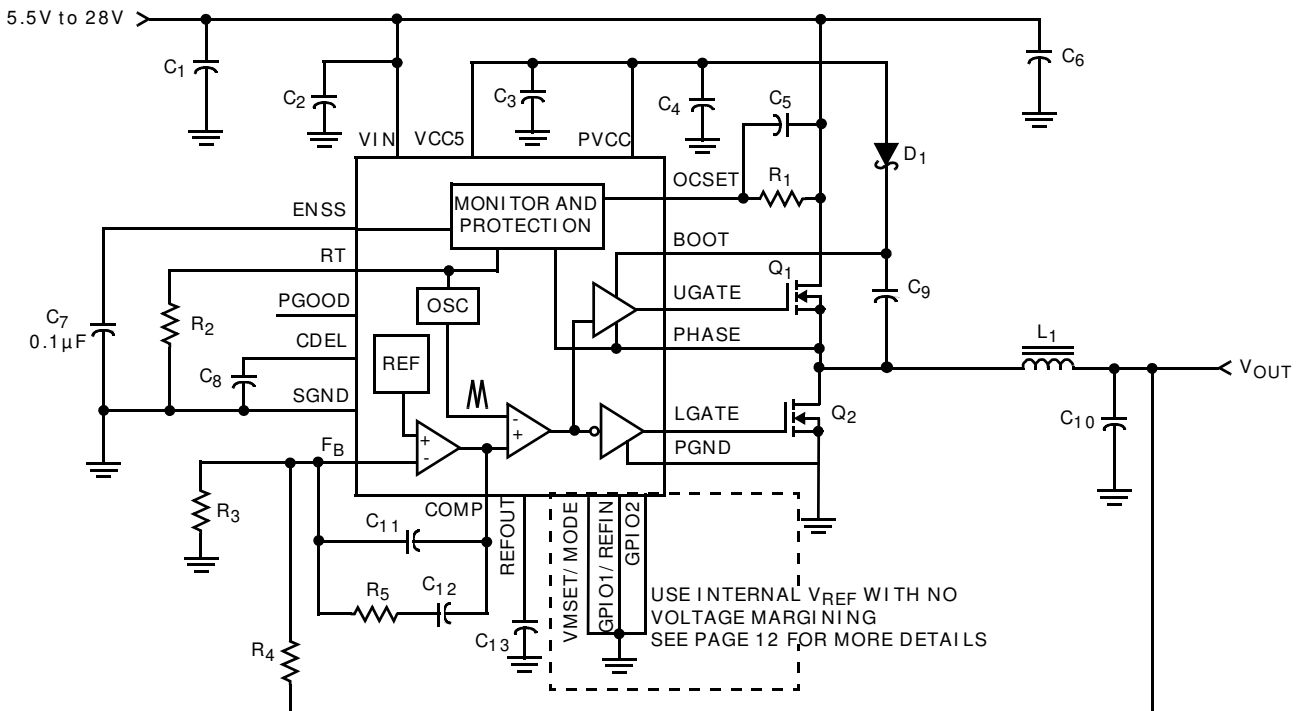 5.5V to 28V
C1
C2
C3
C4
C5
C6
VIN
VCC5
PVCC
D1
OCSET
R1
MONITOR AND
PROTECTION
ENSS
BOOT
RT
Q1
C9
UGATE
OSC
PGOOD
C7
0.1µF
R2
PHASE
L1
CDEL
REF
C8
VOUT
SGND
LGATE
Q2
C10
+
-
-
+
FB
PGND
R3
COMP
REFOUT
VMSET/MODE
GPIO1/REFIN
GPIO2
C11
R5
C12
USE INTERNAL VREF WITH NO
VOLTAGE MARGINING
SEE PAGE 12 FOR MORE DETAILS
C13
R4